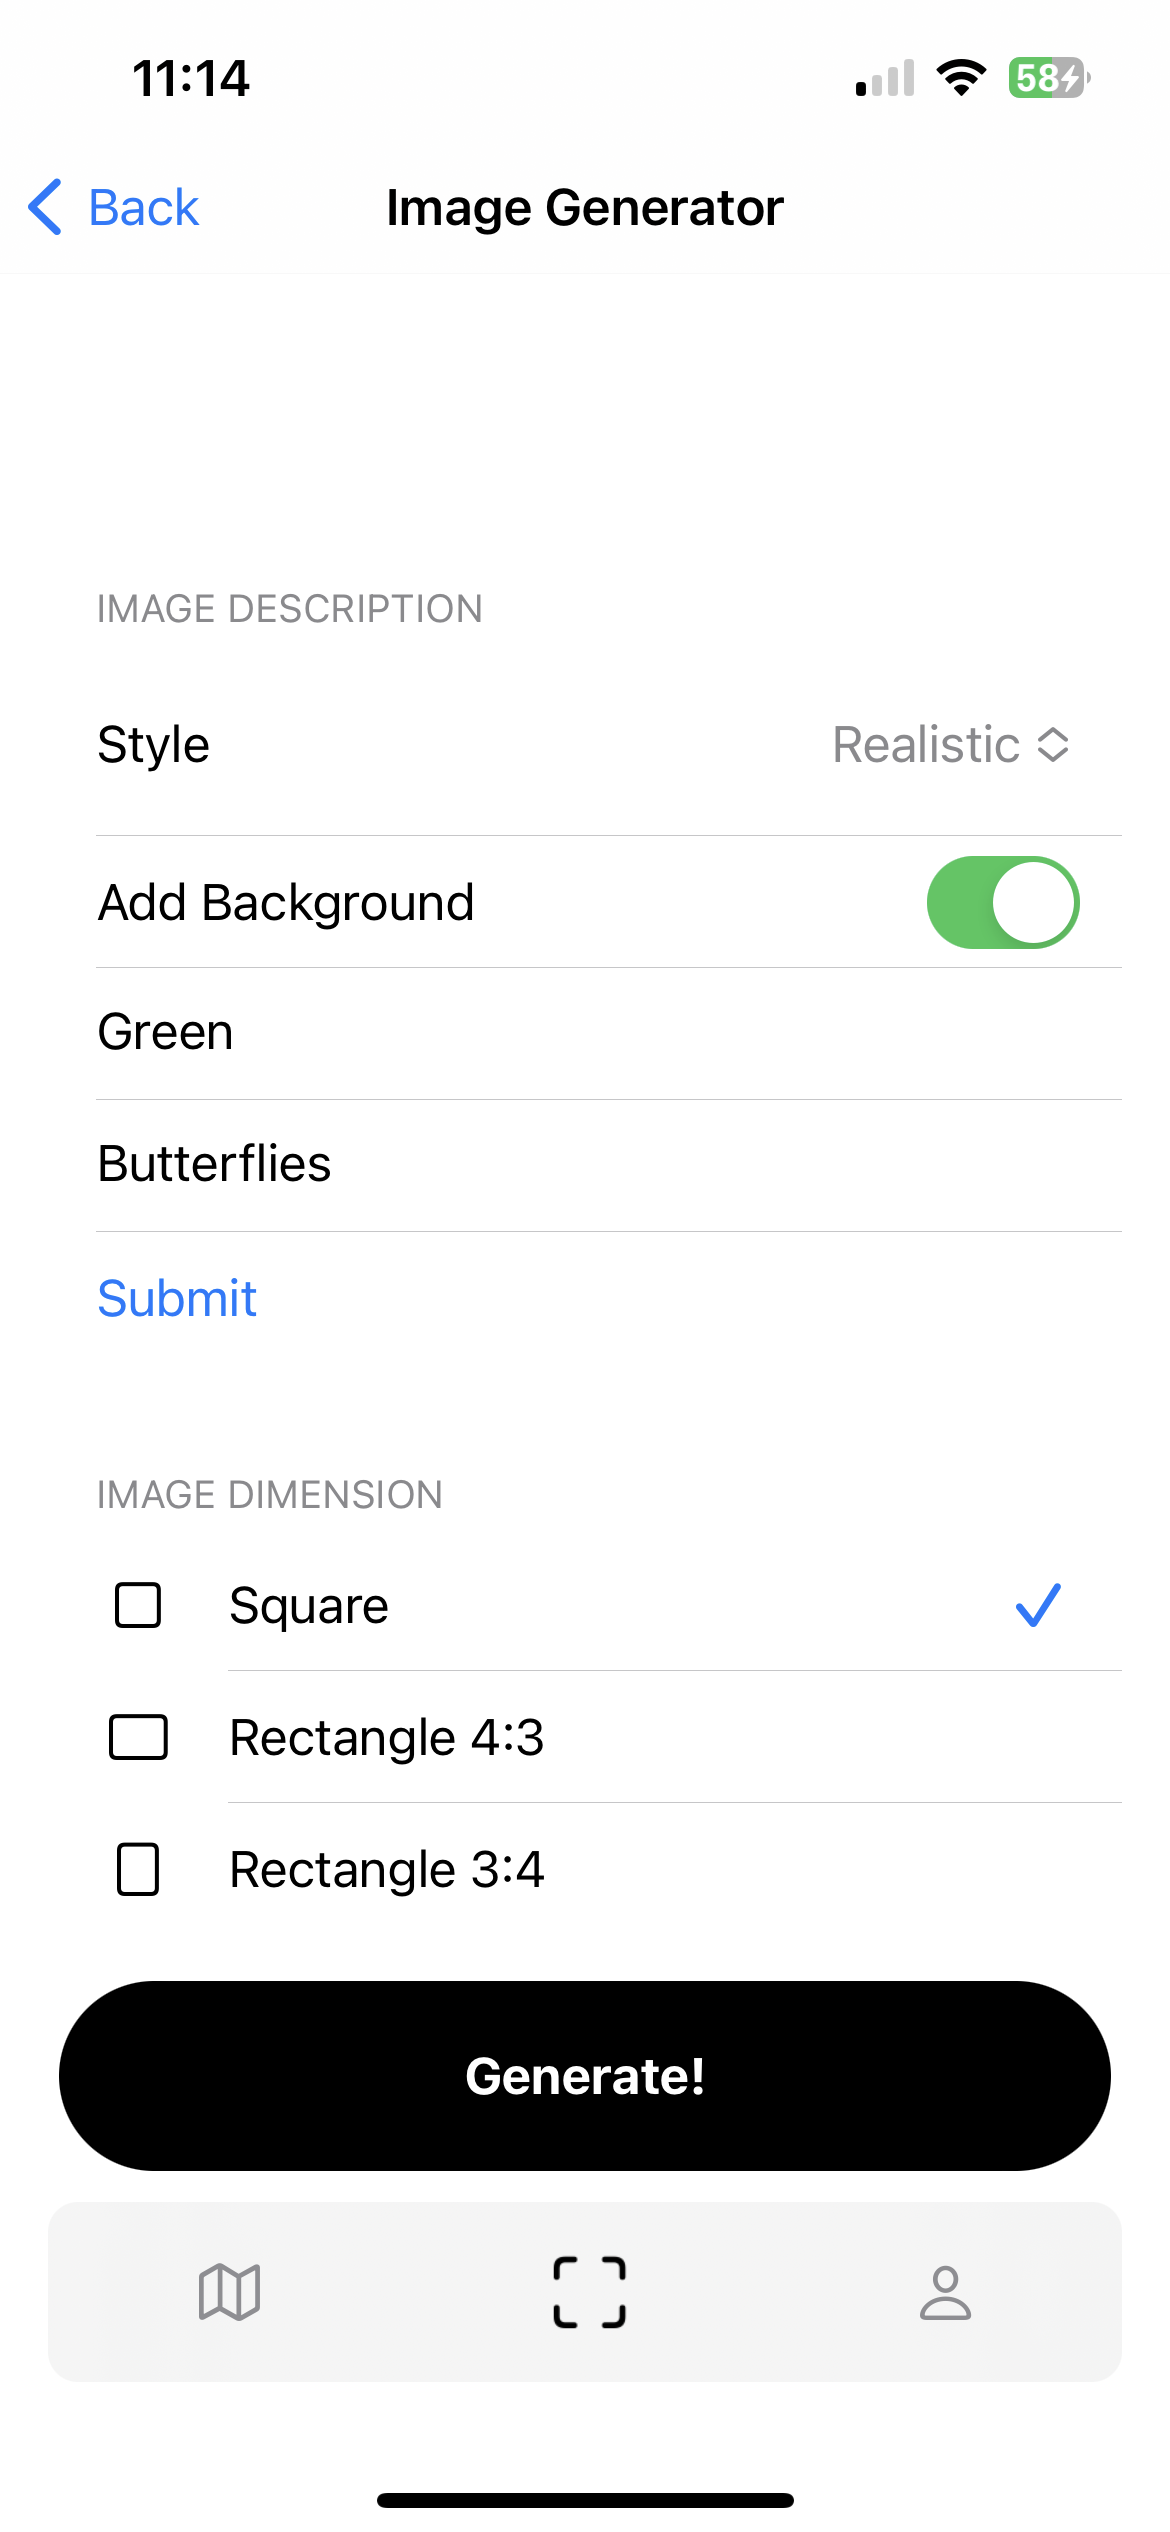 11:14
58
Back
Image Generator
IMAGE DESCRIPTION
Style
Realistic
Add Background
Green
Butterflies
Submit
IMAGE DIMENSION
Square
Rectangle 4:3
Rectangle 3:4
Generate!